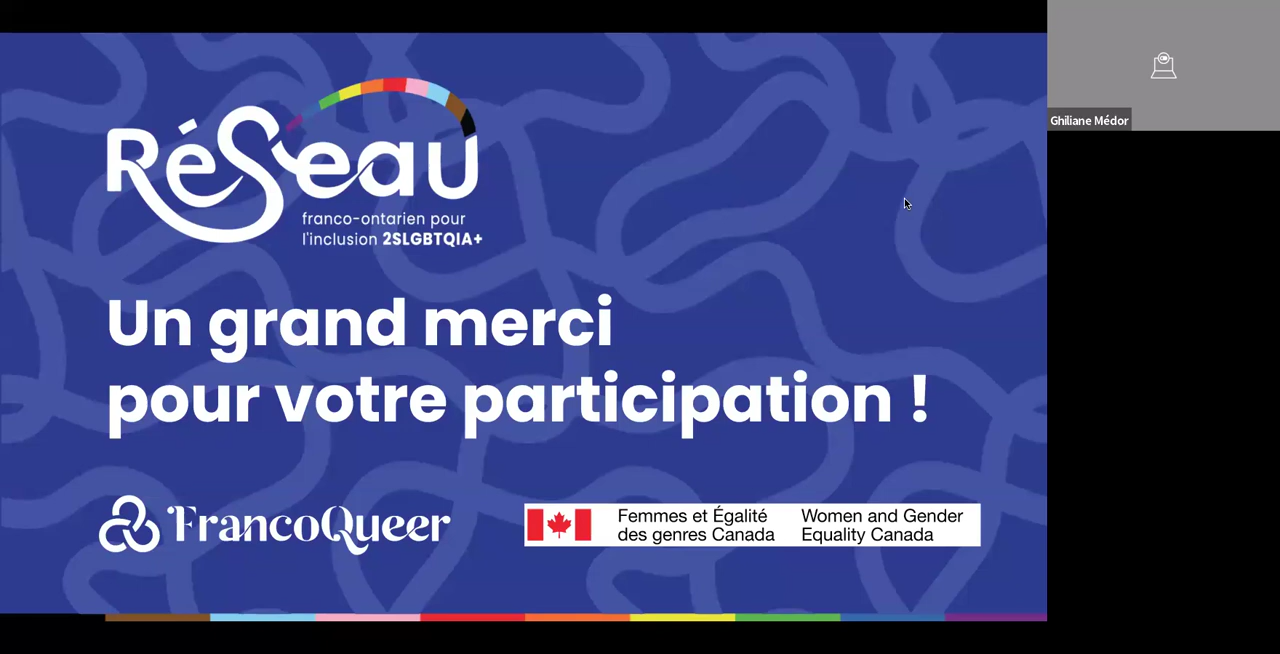 RéSeau
franco-ontarien pour
l'inclusion 2SLGBTQIA+
Un grand merci
pour votre participation !
FrancoQueer
Femmes et Égalité
des genres Canada
Women and Gender
Equality Canada
Ghiliane Médor